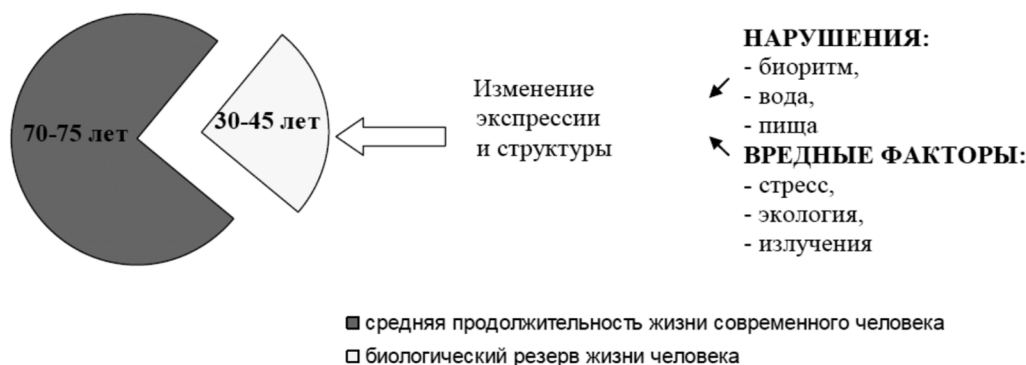 70-75 лет
30-45 лет
Изменение
экспрессии
и структуры
НАРУШЕНИЯ:
- биоритм,
- вода,
- пища
ВРЕДНЫЕ ФАКТОРЫ:
- стресс,
- экология,
- излучения
средняя продолжительность жизни современного человека
биологический резерв жизни человека